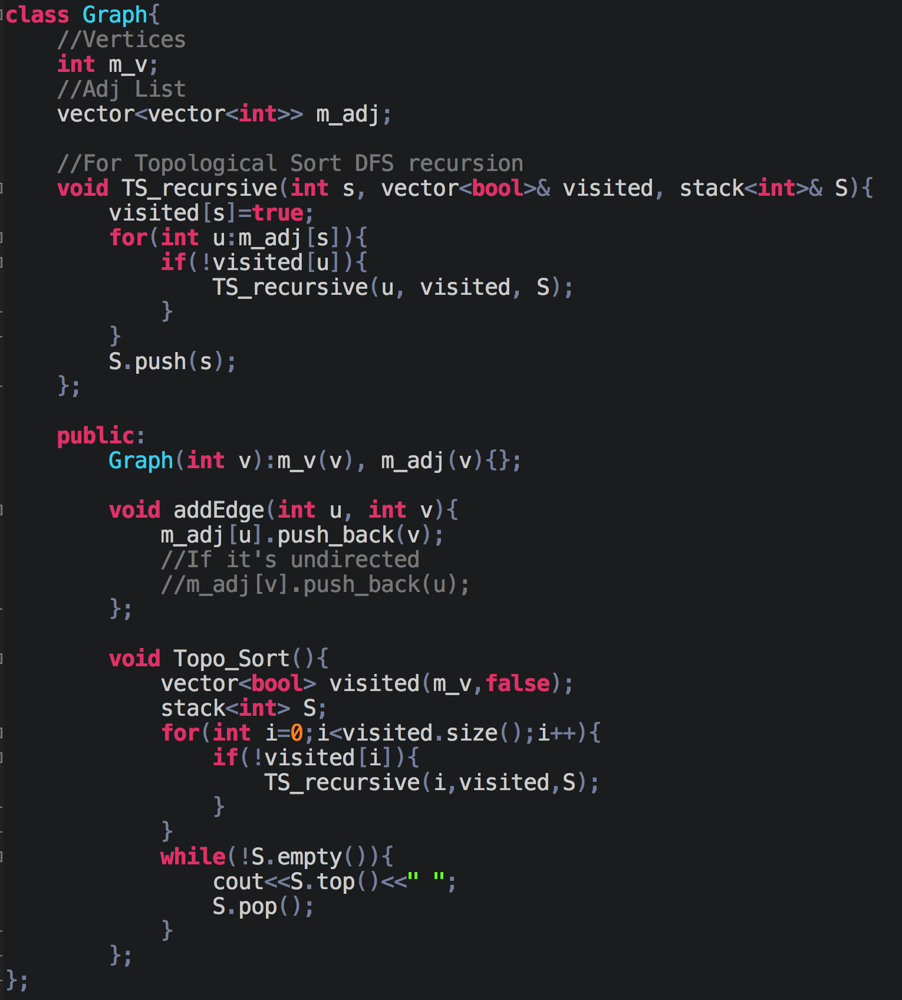 class Graph{
    //Vertices
    int m_v;
    //Adj List
    vector<vector<int>> m_adj;

    //For Topological Sort DFS recursion
    void TS_recursive(int s, vector<bool>& visited, stack<int>& S){
        visited[s]=true;
        for(int u:m_adj[s]){
            if(!visited[u]){
                TS_recursive(u, visited, S);
            }
        }
        S.push(s);
    };

    public:
        Graph(int v):m_v(v), m_adj(v){};

        void addEdge(int u, int v){
            m_adj[u].push_back(v);
            //If it's undirected
            //m_adj[v].push_back(u);
        };

        void Topo_Sort(){
            vector<bool> visited(m_v,false);
            stack<int> S;
            for(int i=0;i<visited.size();i++){
                if(!visited[i]){
                    TS_recursive(i,visited,S);
                }
            }
            while(!S.empty()){
                cout<<S.top()<<" ";
                S.pop();
            }
        };
};